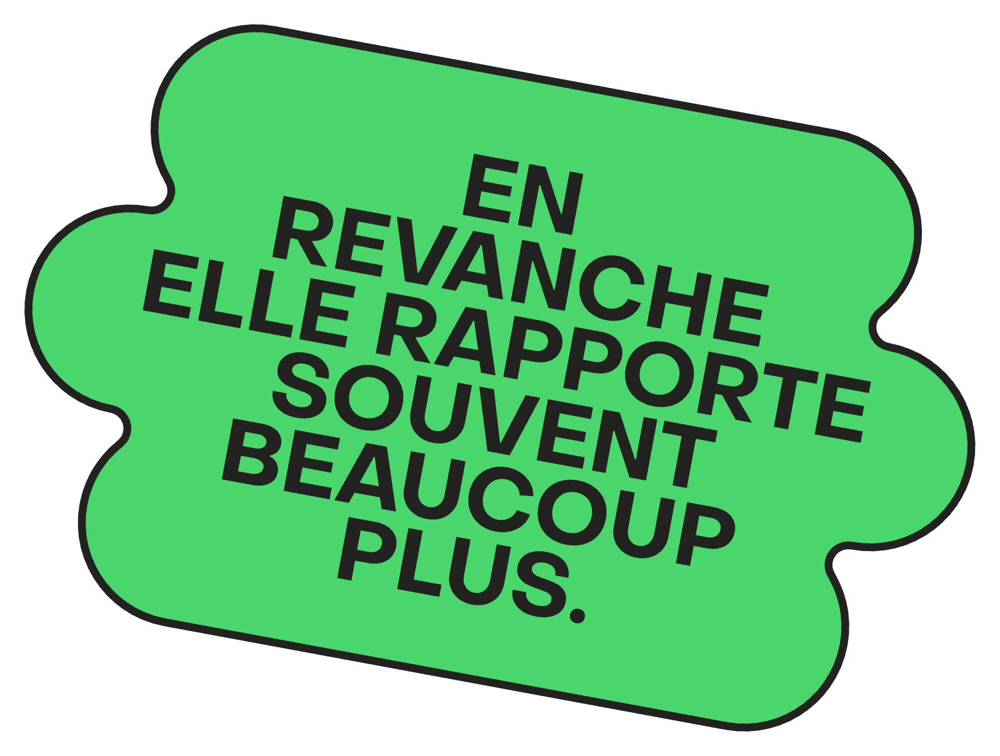 EN
REVANCHE
ELLE RAPPORTE
SOUVENT
BEAUCOUP
PLUS.